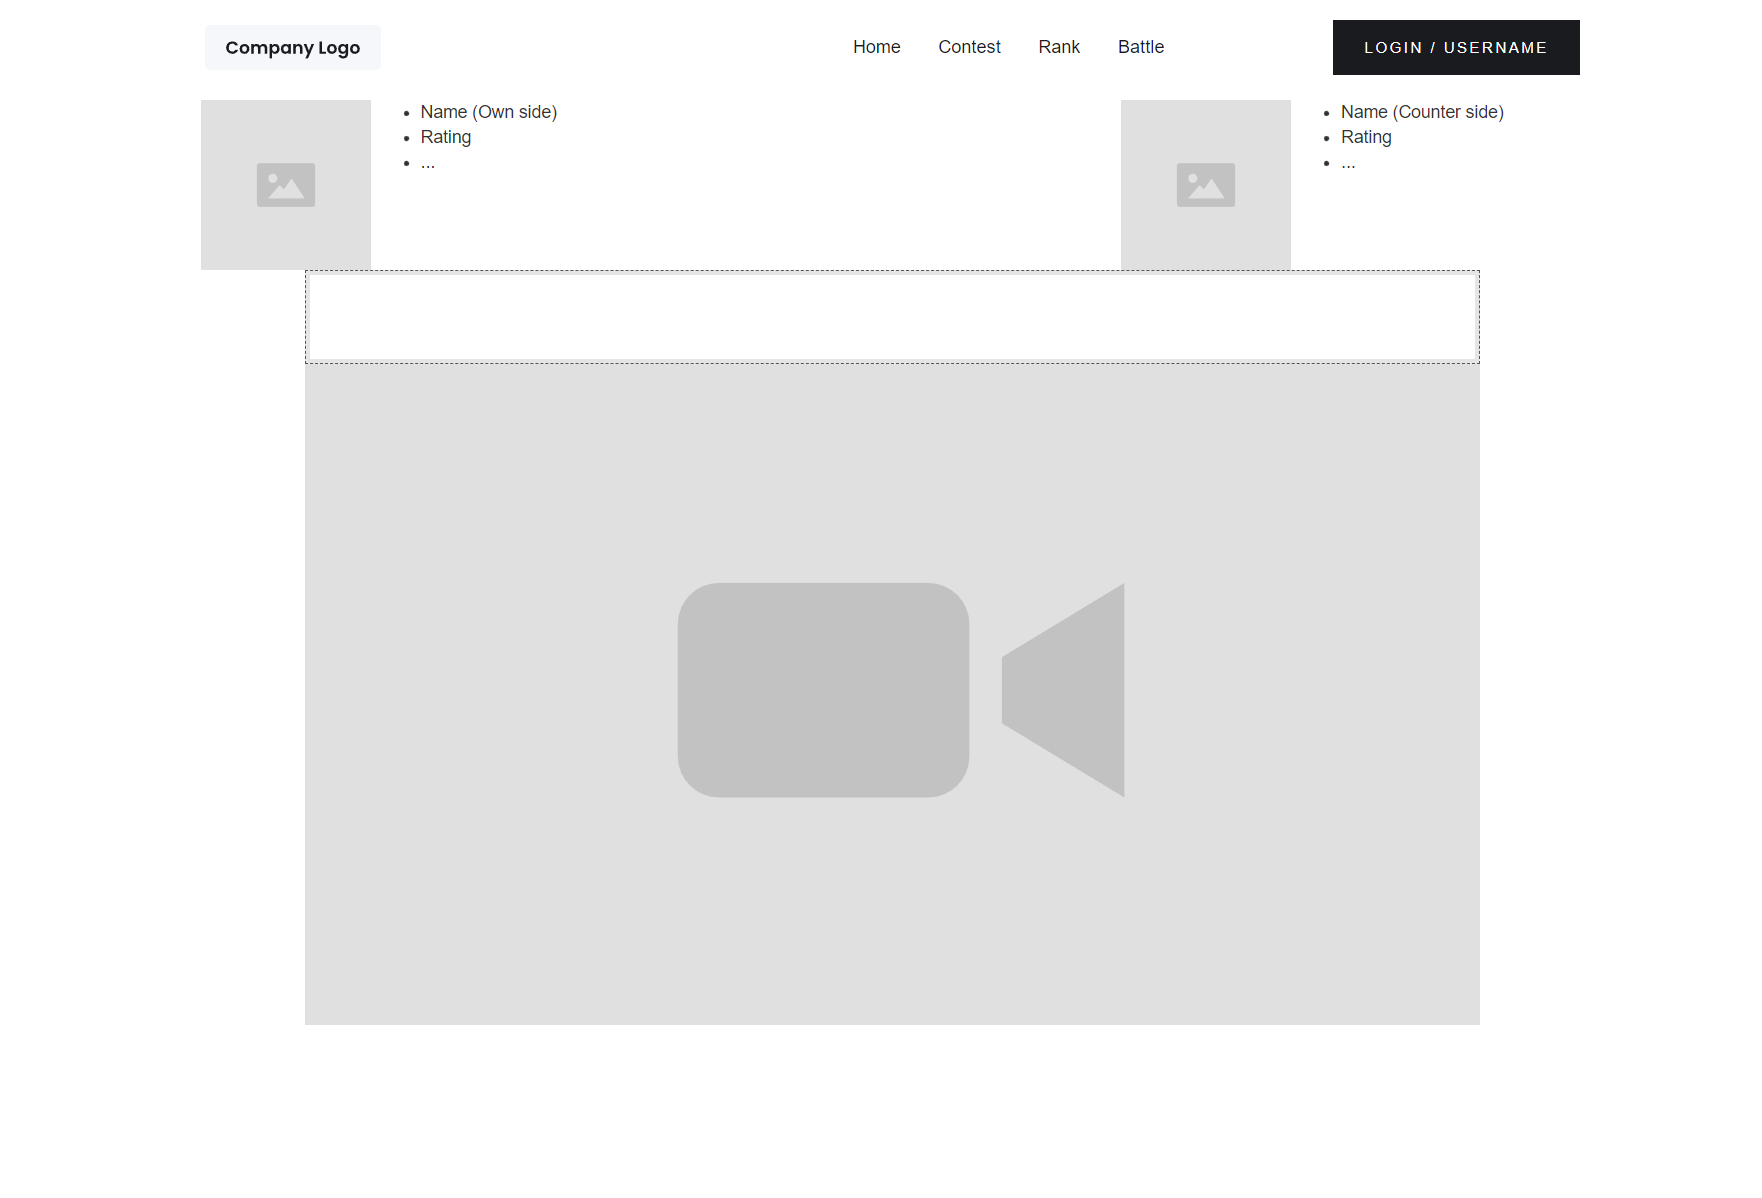 Company Logo
Home Contest Rank Battle
LOGIN / USERNAME
Name (Own side)
Rating
...
Name (Counter side)
Rating
...